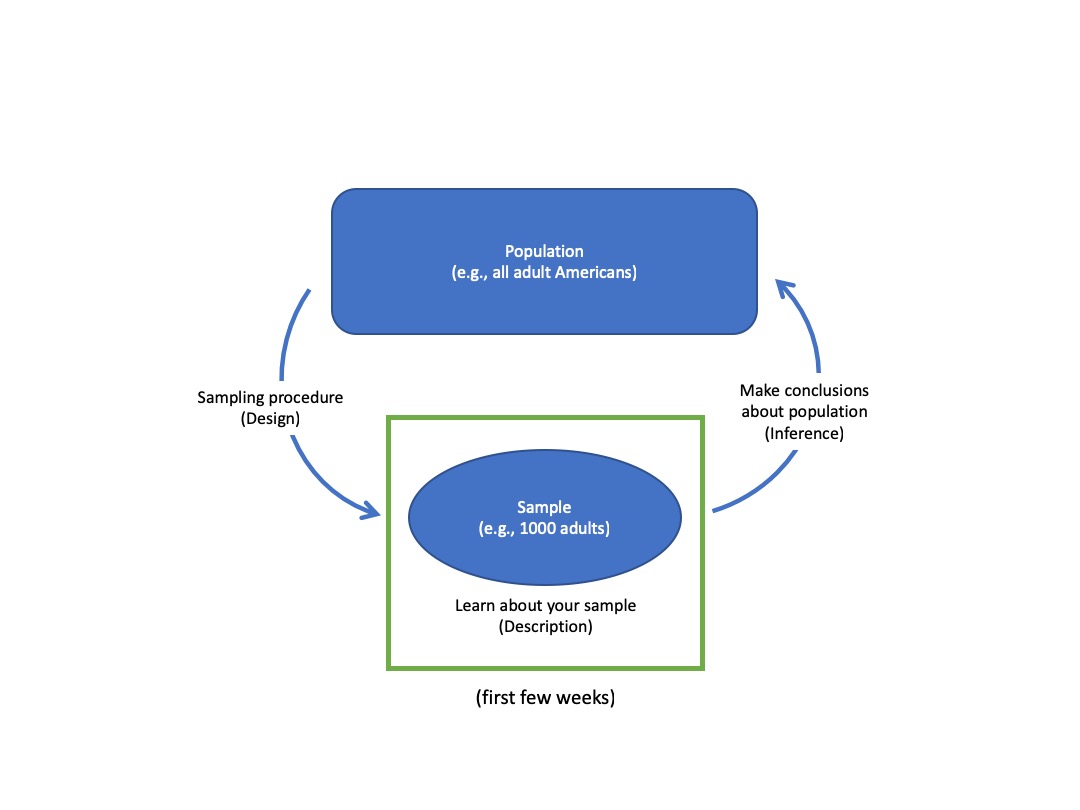 Population
(e.g., all adult Americans)
Sampling procedure
(Design)
Make conclusions
about population
(Inference)
Sample
(e.g., 1000 adults)
Learn about your sample
(Description)
(first few weeks)